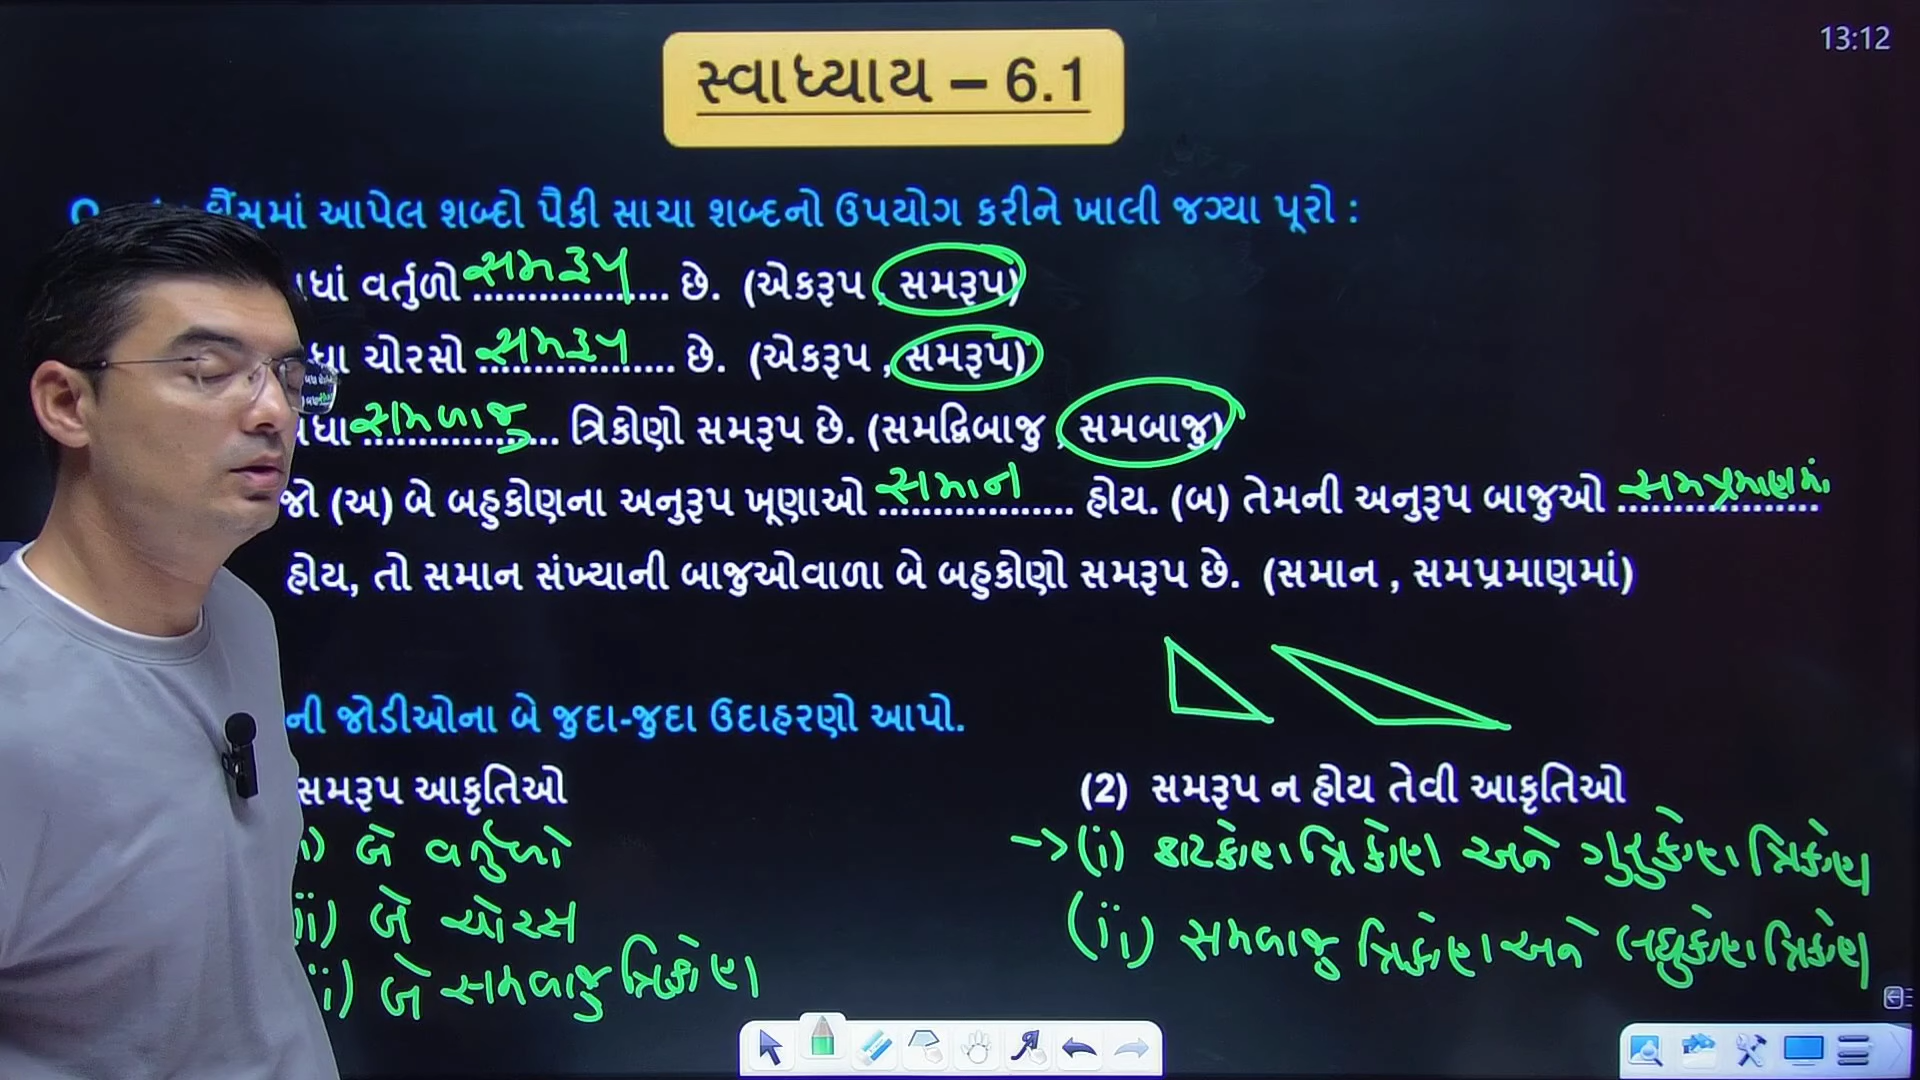 13:12
સ્વાધ્યાય – 6.1
આપેલ શબ્દો પૈકી સાચા શબ્દનો ઉપયોગ કરીને ખાલી જગ્યા પૂરો :
વર્તુળો સમરૂપ છે. (એકરૂપ , સમરૂપ)
ચોરસો સમરૂપ છે. (એકરૂપ , સમરૂપ)
સમબાજુ ત્રિકોણો સમરૂપ છે. (સમદ્વિબાજુ , સમબાજુ)
જો (અ) બે બહુકોણના અનુરૂપ ખૂણાઓ સમાન હોય. (બ) તેમની અનુરૂપ બાજુઓ સમપ્રમાણમાં
હોય, તો સમાન સંખ્યાની બાજુઓવાળા બે બહુકોણો સમરૂપ છે. (સમાન , સમપ્રમાણમાં)
ની જોડીઓના બે જુદા-જુદા ઉદાહરણો આપો.
સમરૂપ આકૃતિઓ
બે વર્તુળો
બે ચોરસ
બે સમબાજુ ત્રિકોણ
(2) સમરૂપ ન હોય તેવી આકૃતિઓ
-> (i) કાટકોણ ત્રિકોણ અને ગુરુકોણ ત્રિકોણ
(ii) સમબાજુ ત્રિકોણ અને લઘુકોણ ત્રિકોણ